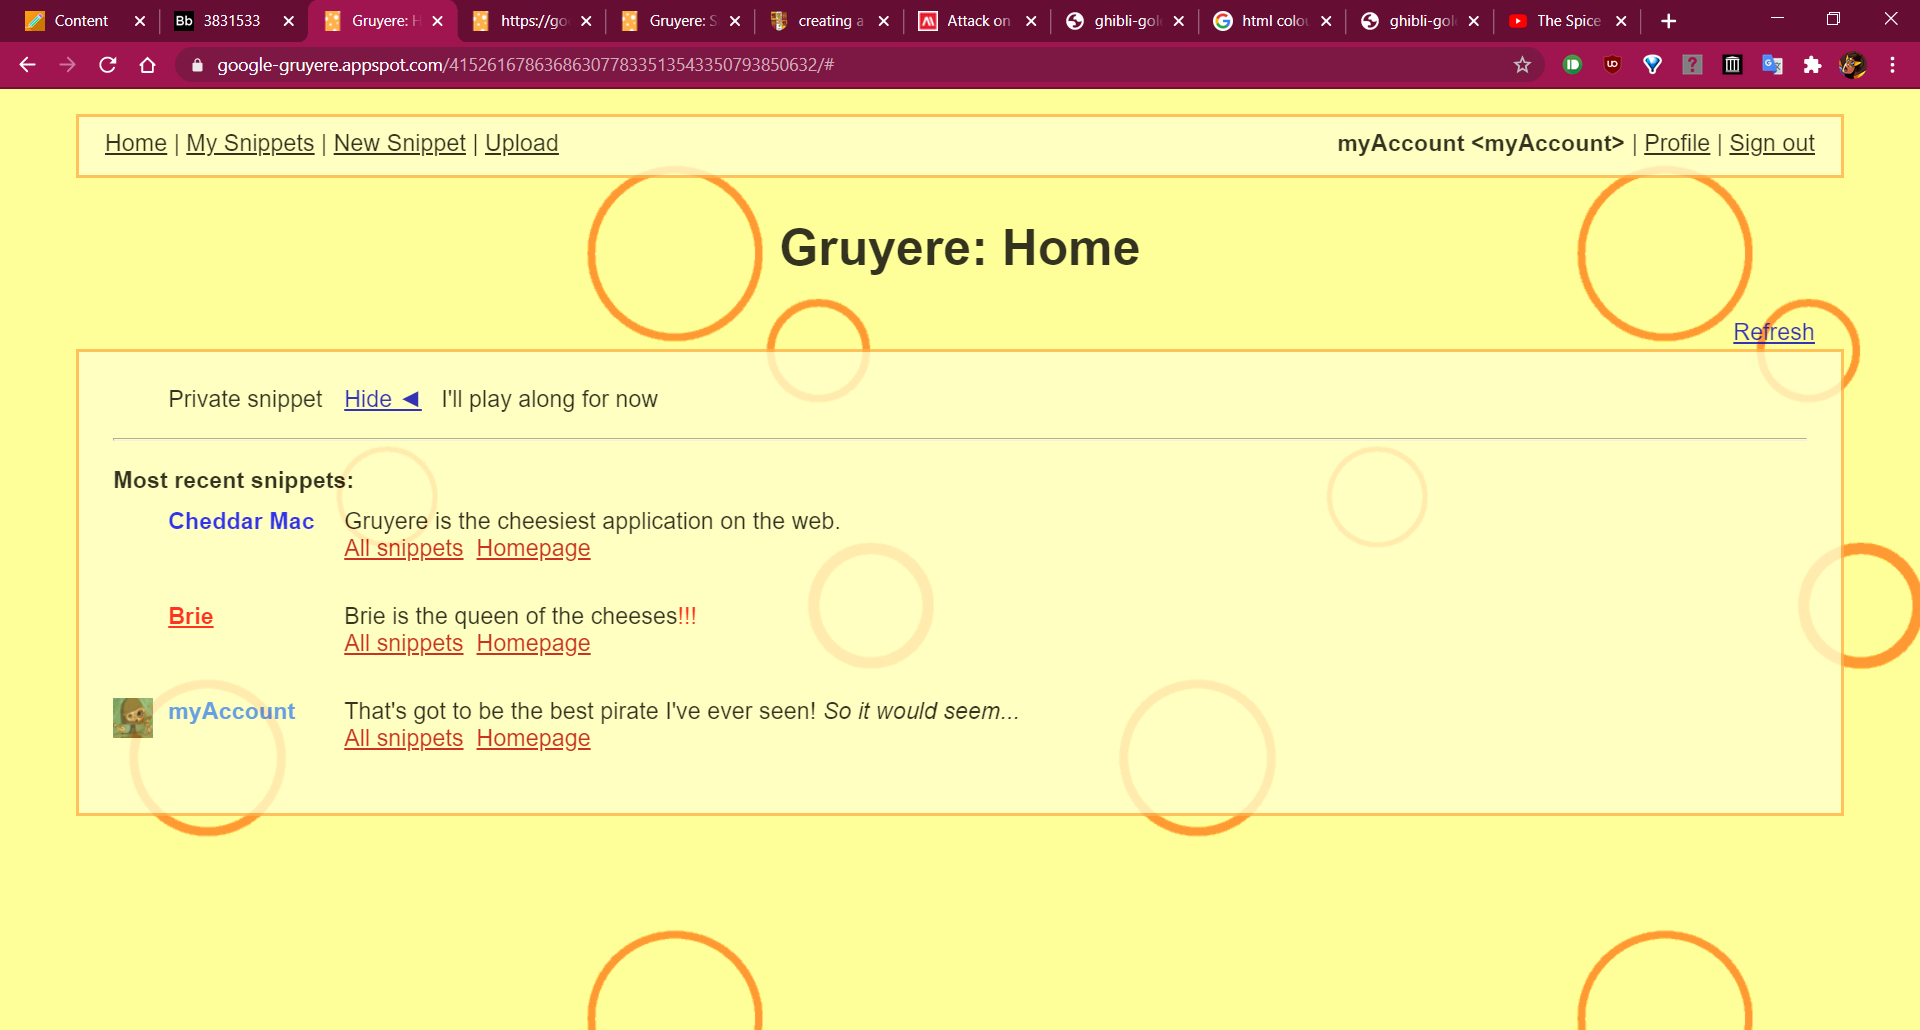 Content
Bb 3831533
Gruyere: H
https://goo
Gruyere: S
creating a
Attack on
ghibli-gol
html colou
ghibli-gol
The Spice
google-gruyere.appspot.com/415261678636863077833513543350793850632/#
Home | My Snippets | New Snippet | Upload
myAccount <myAccount> | Profile | Sign out
Gruyere: Home
Refresh
Private snippet Hide ◄ I'll play along for now
Most recent snippets:
Cheddar Mac Gruyere is the cheesiest application on the web.
All snippets Homepage
Brie Brie is the queen of the cheeses!!!
All snippets Homepage
myAccount That's got to be the best pirate I've ever seen! So it would seem...
All snippets Homepage